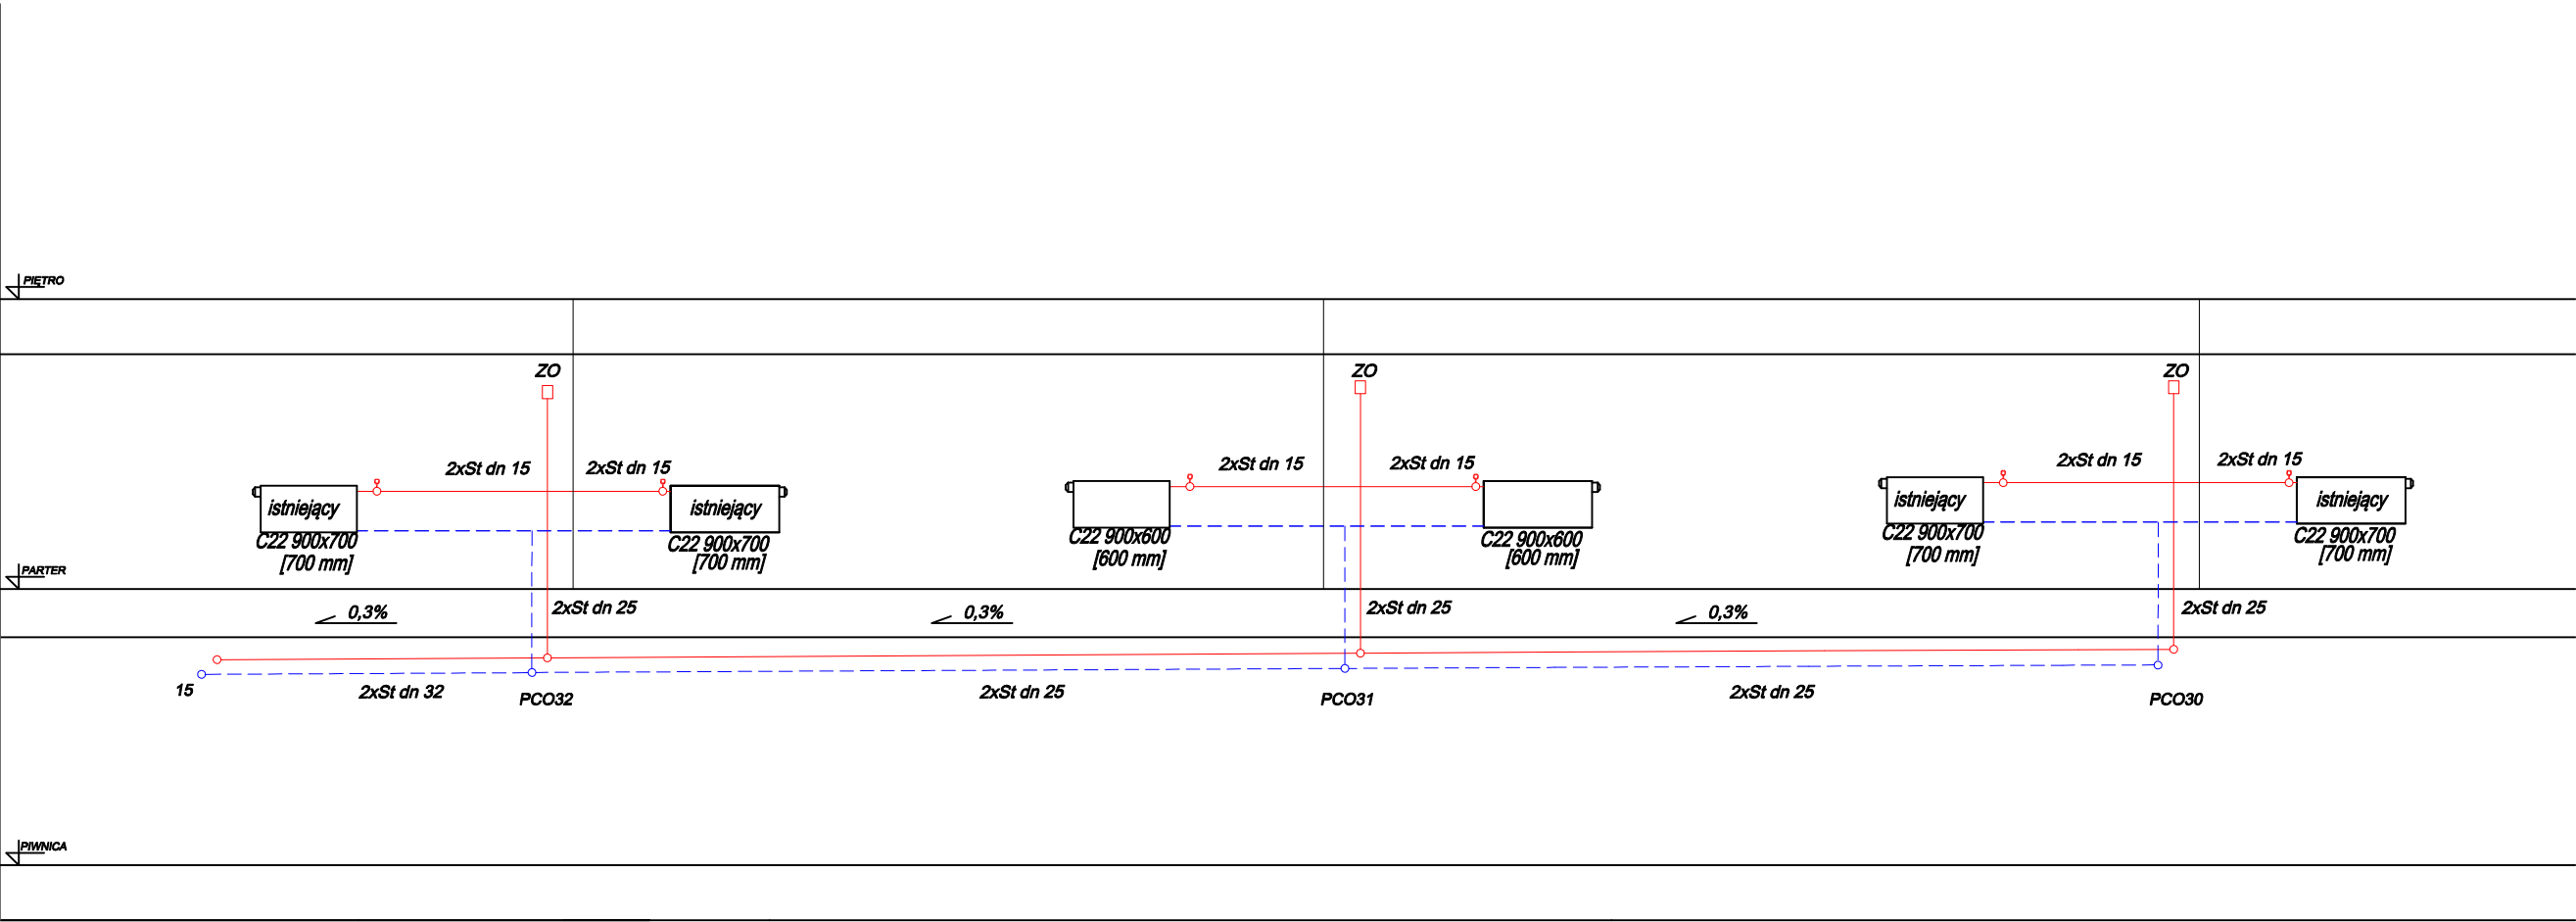 PIĘTRO
ZO
ZO
ZO
2xSt dn 15
2xSt dn 15
2xSt dn 15
2xSt dn 15
2xSt dn 15
2xSt dn 15
istniejący
istniejący
istniejący
istniejący
C22 900x700
[700 mm]
C22 900x700
[700 mm]
C22 900x600
[600 mm]
C22 900x600
[600 mm]
C22 900x700
[700 mm]
C22 900x700
[700 mm]
PARTER
0,3%
2xSt dn 25
0,3%
2xSt dn 25
0,3%
2xSt dn 25
15
2xSt dn 32
PCO32
2xSt dn 25
PCO31
2xSt dn 25
PCO30
PIWNICA